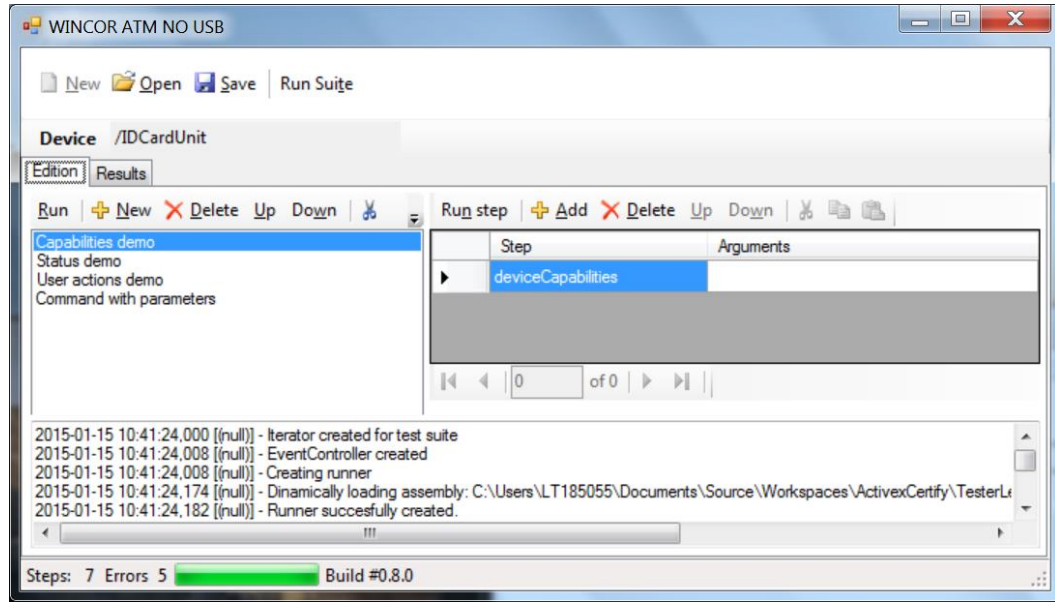 WINCOR ATM NO USB
New Open Save Run Suite
Device /IDCardUnit
Edition Results
Run New Delete Up Down
Run step Add Delete Up Down
Capabilities demo
Status demo
User actions demo
Command with parameters
Step Arguments
deviceCapabilities
0 of 0
2015-01-15 10:41:24,000 [(null)] - Iterator created for test suite
2015-01-15 10:41:24,008 [(null)] - EventController created
2015-01-15 10:41:24,008 [(null)] - Creating runner
2015-01-15 10:41:24,174 [(null)] - Dinamically loading assembly: C:\Users\LT185055\Documents\Source\Workspaces\ActivexCertify\TesterLe
2015-01-15 10:41:24,182 [(null)] - Runner succesfully created.
Steps: 7 Errors 5 Build #0.8.0